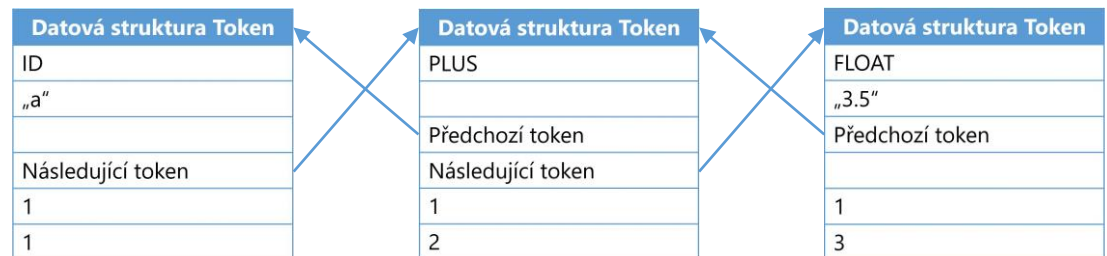 Datová struktura Token
ID
„a“
Následující token
1
1
Datová struktura Token
PLUS
Předchozí token
Následující token
1
2
Datová struktura Token
FLOAT
„3.5“
Předchozí token
1
3